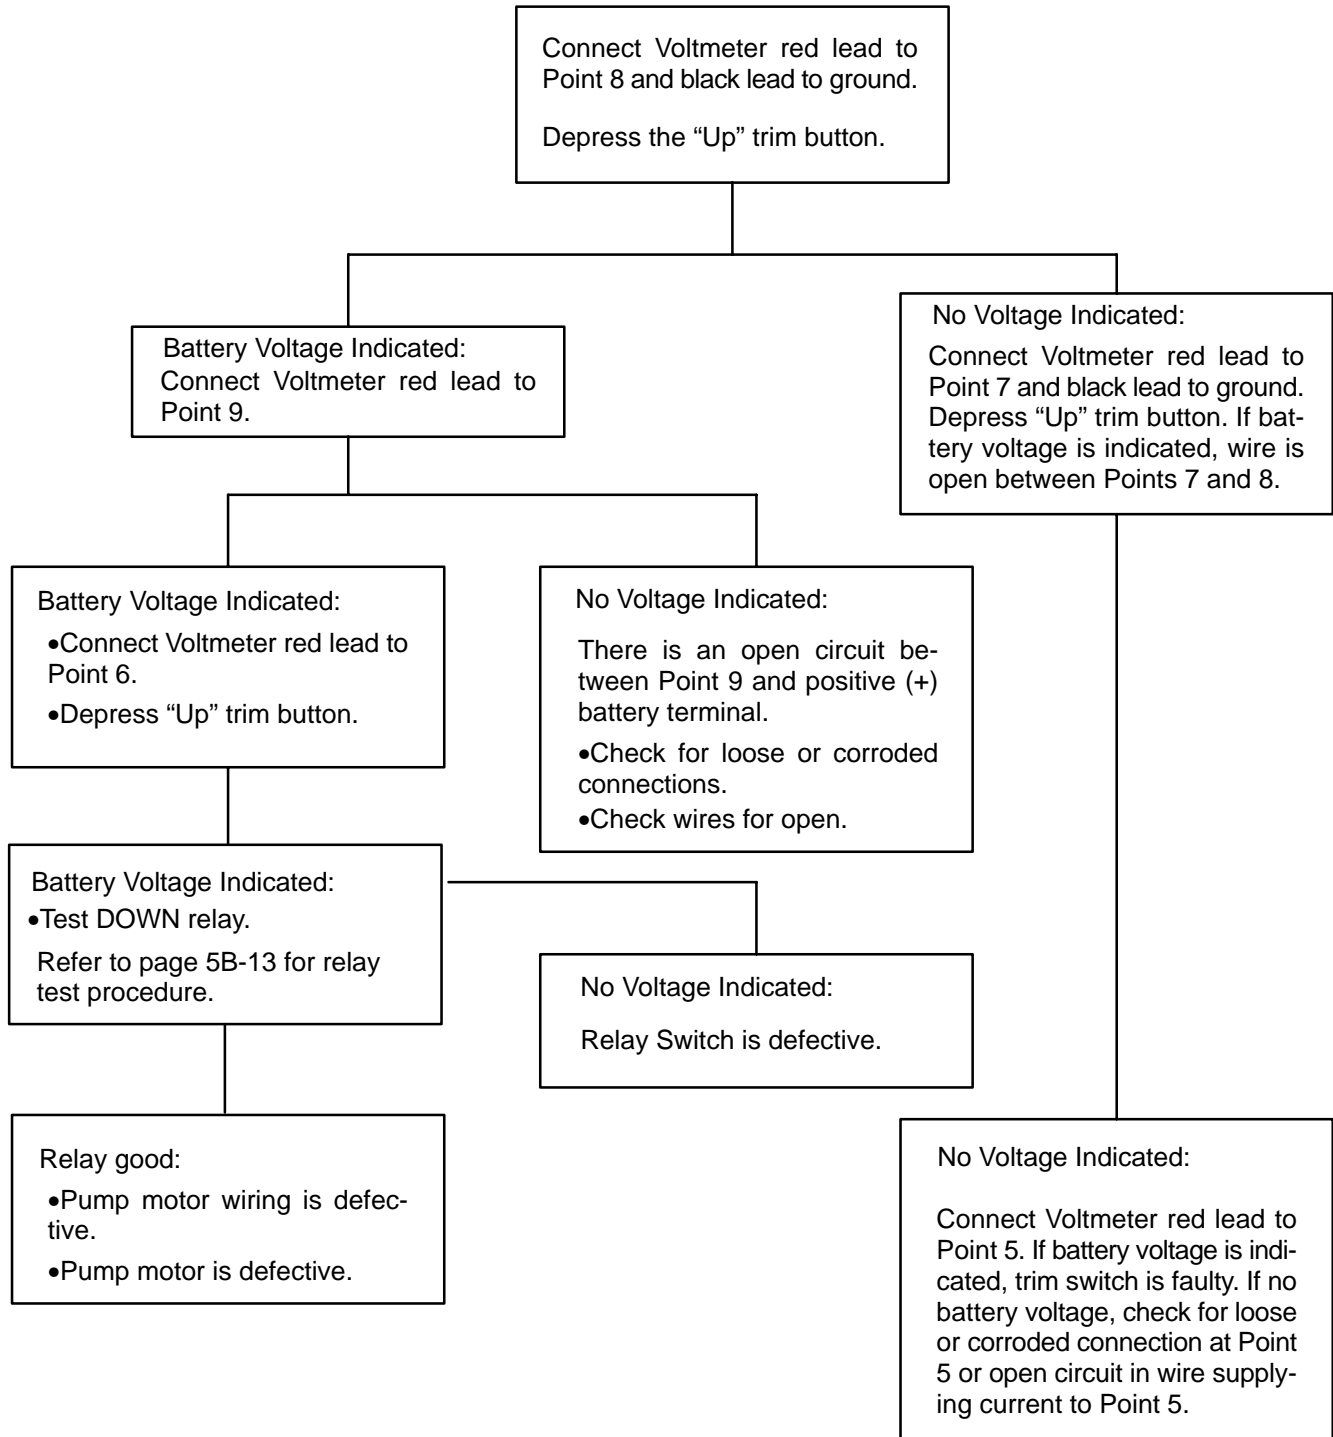 Connect Voltmeter red lead to
Point 8 and black lead to ground.
Depress the “Up” trim button.
Battery Voltage Indicated:
Connect Voltmeter red lead to
Point 9.
No Voltage Indicated:
Connect Voltmeter red lead to
Point 7 and black lead to ground.
Depress “Up” trim button. If bat-
tery voltage is indicated, wire is
open between Points 7 and 8.
Battery Voltage Indicated:
•Connect Voltmeter red lead to
Point 6.
•Depress “Up” trim button.
No Voltage Indicated:
There is an open circuit be-
tween Point 9 and positive (+)
battery terminal.
•Check for loose or corroded
connections.
•Check wires for open.
Battery Voltage Indicated:
•Test DOWN relay.
Refer to page 5B-13 for relay
test procedure.
No Voltage Indicated:
Relay Switch is defective.
Relay good:
•Pump motor wiring is defec-
tive.
•Pump motor is defective.
No Voltage Indicated:
Connect Voltmeter red lead to
Point 5. If battery voltage is indi-
cated, trim switch is faulty. If no
battery voltage, check for loose
or corroded connection at Point
5 or open circuit in wire supply-
ing current to Point 5.